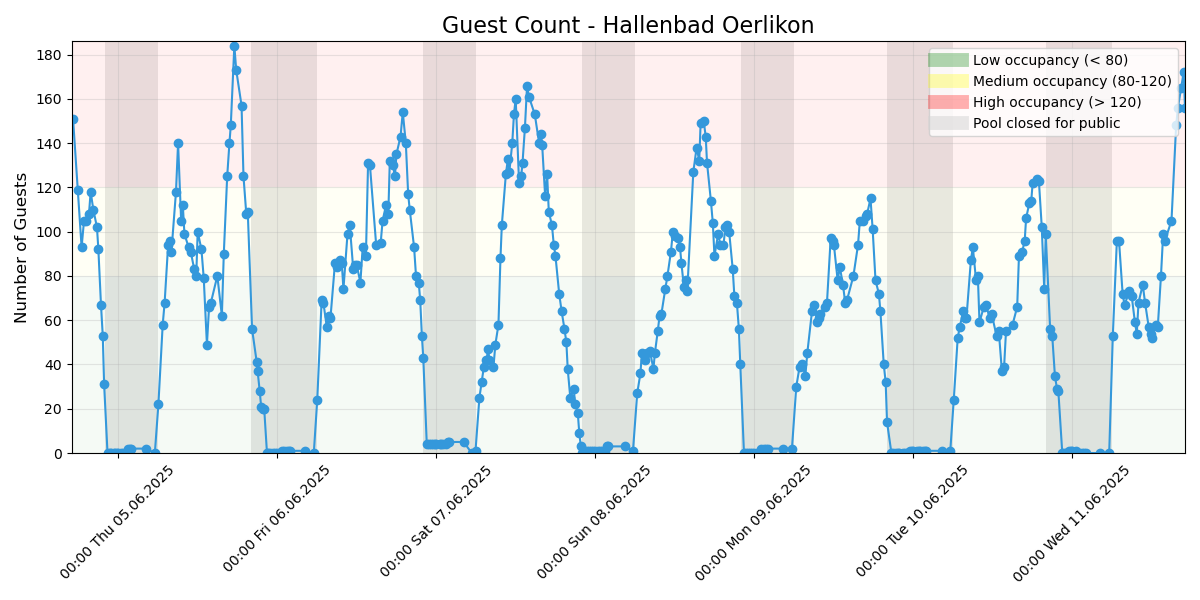 Guest Count - Hallenbad Oerlikon
Number of Guests
180
160
140
120
100
80
60
40
20
0
Low occupancy (< 80)
Medium occupancy (80-120)
High occupancy (> 120)
Pool closed for public
00:00 Thu 05.06.2025
00:00 Fri 06.06.2025
00:00 Sat 07.06.2025
00:00 Sun 08.06.2025
00:00 Mon 09.06.2025
00:00 Tue 10.06.2025
00:00 Wed 11.06.2025